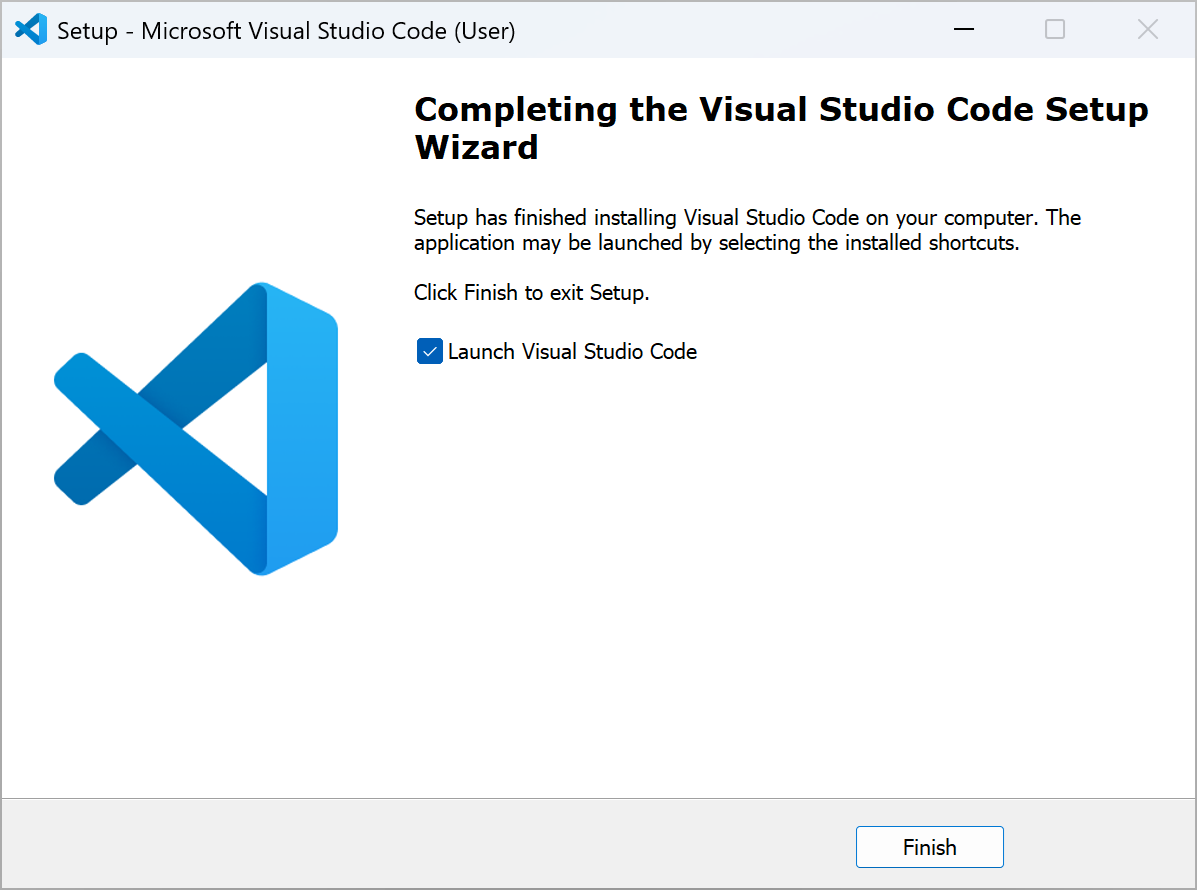 Setup - Microsoft Visual Studio Code (User)
Completing the Visual Studio Code Setup
Wizard
Setup has finished installing Visual Studio Code on your computer. The
application may be launched by selecting the installed shortcuts.
Click Finish to exit Setup.
Launch Visual Studio Code
Finish